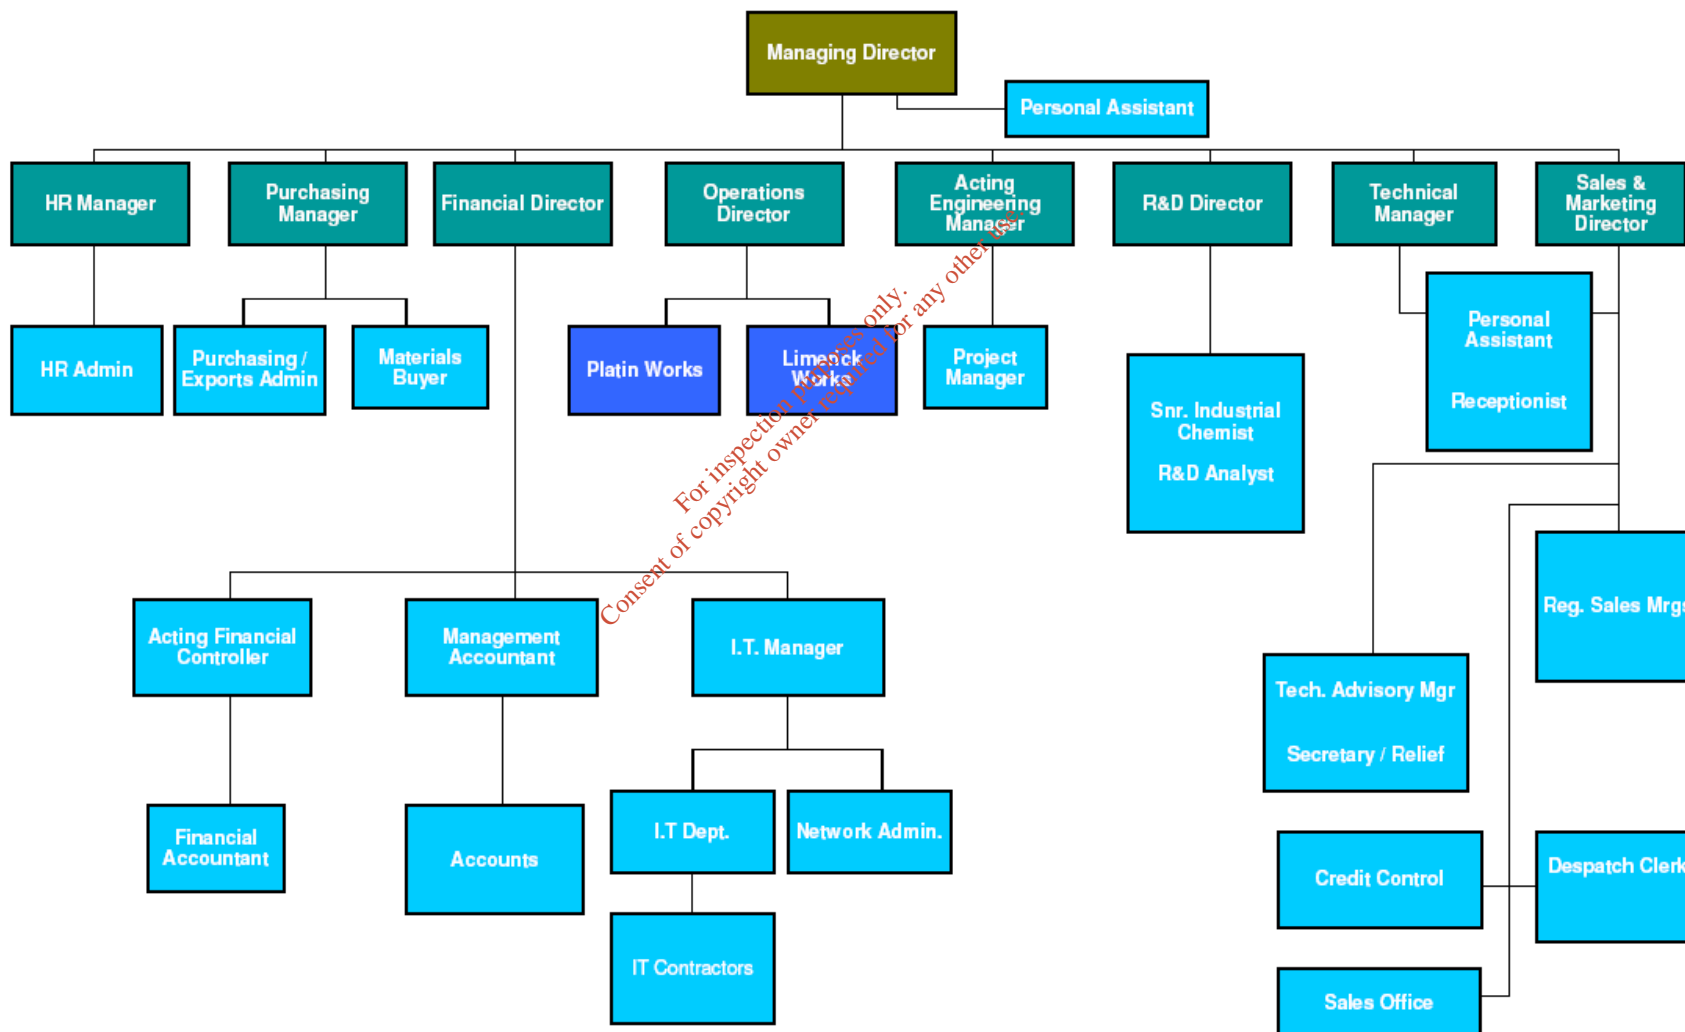 Managing Director
Personal Assistant
HR Manager
Purchasing
Manager
Financial Director
Operations
Director
Acting
Engineering
Manager
R&D Director
Technical
Manager
Sales &
Marketing
Director
HR Admin
Purchasing /
Exports Admin
Materials
Buyer
Platin Works
Limerick
Works
Project
Manager
Snr. Industrial
Chemist
R&D Analyst
Personal
Assistant
Receptionist
For inspection purposes only.
Consent of copyright owner required for any other use.
Acting Financial
Controller
Management
Accountant
I.T. Manager
Reg. Sales Mrgs
Tech. Advisory Mgr
Secretary / Relief
Financial
Accountant
Accounts
I.T Dept.
Network Admin.
IT Contractors
Credit Control
Despatch Clerk
Sales Office